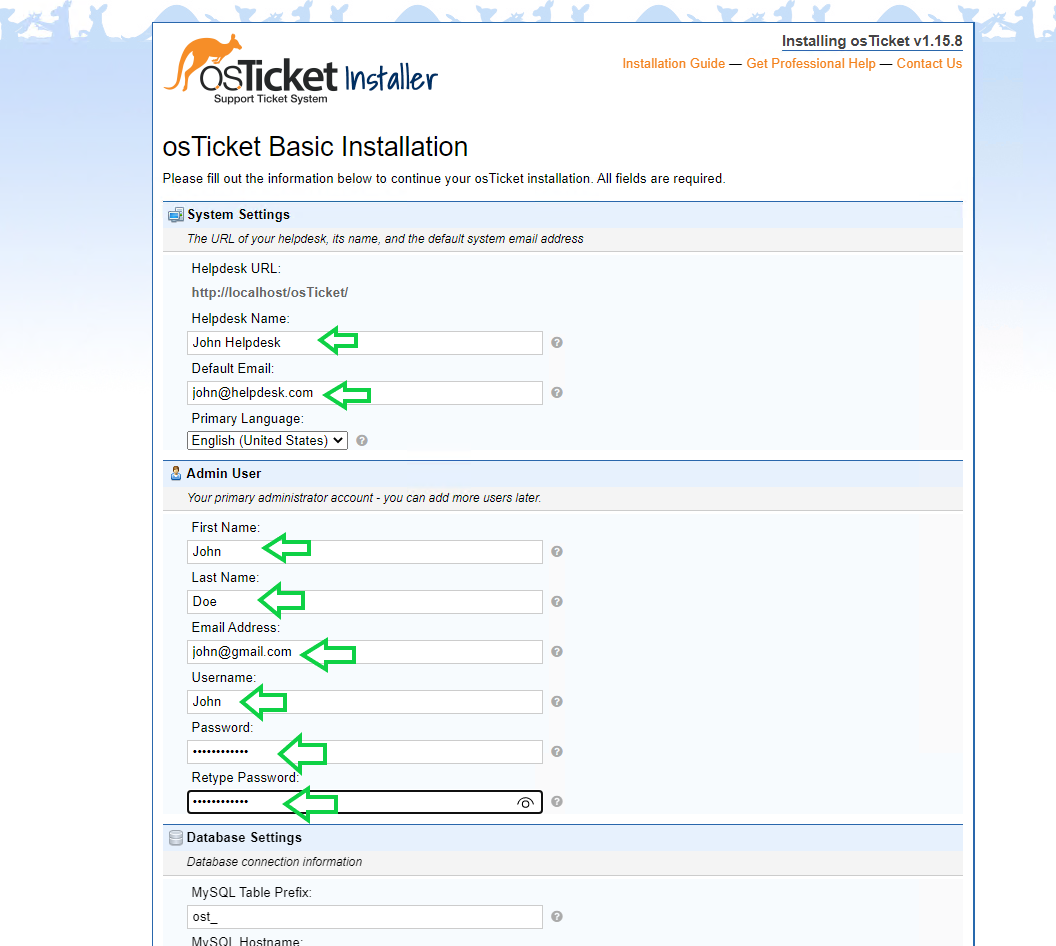 Installing osTicket v1.15.8
osTicket Installer
Support Ticket System
Installation Guide — Get Professional Help — Contact Us
osTicket Basic Installation
Please fill out the information below to continue your osTicket installation. All fields are required.
System Settings
The URL of your helpdesk, its name, and the default system email address
Helpdesk URL:
http://localhost/osTicket/
Helpdesk Name:
John Helpdesk
Default Email:
john@helpdesk.com
Primary Language:
English (United States)
Admin User
Your primary administrator account - you can add more users later.
First Name:
John
Last Name:
Doe
Email Address:
john@gmail.com
Username:
John
Password:
••••••••••••
Retype Password:
••••••••••••
Database Settings
Database connection information
MySQL Table Prefix:
ost_
MySQL Hostname: